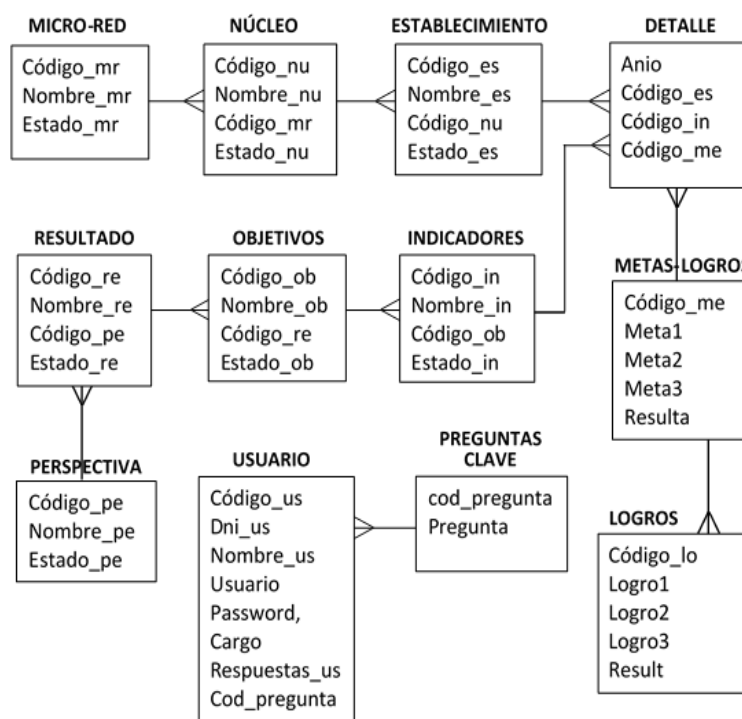 MICRO-RED
Código_mr
Nombre_mr
Estado_mr
NÚCLEO
Código_nu
Nombre_nu
Código_mr
Estado_nu
ESTABLECIMIENTO
Código_es
Nombre_es
Código_nu
Estado_es
DETALLE
Anio
Código_es
Código_in
Código_me
RESULTADO
Código_re
Nombre_re
Código_pe
Estado_re
OBJETIVOS
Código_ob
Nombre_ob
Código_re
Estado_ob
INDICADORES
Código_in
Nombre_in
Código_ob
Estado_in
METAS-LOGROS
Código_me
Meta1
Meta2
Meta3
Resulta
PERSPECTIVA
Código_pe
Nombre_pe
Estado_pe
USUARIO
Código_us
Dni_us
Nombre_us
Usuario
Password,
Cargo
Respuestas_us
Cod_pregunta
PREGUNTAS
CLAVE
cod_pregunta
Pregunta
LOGROS
Código_lo
Logro1
Logro2
Logro3
Result